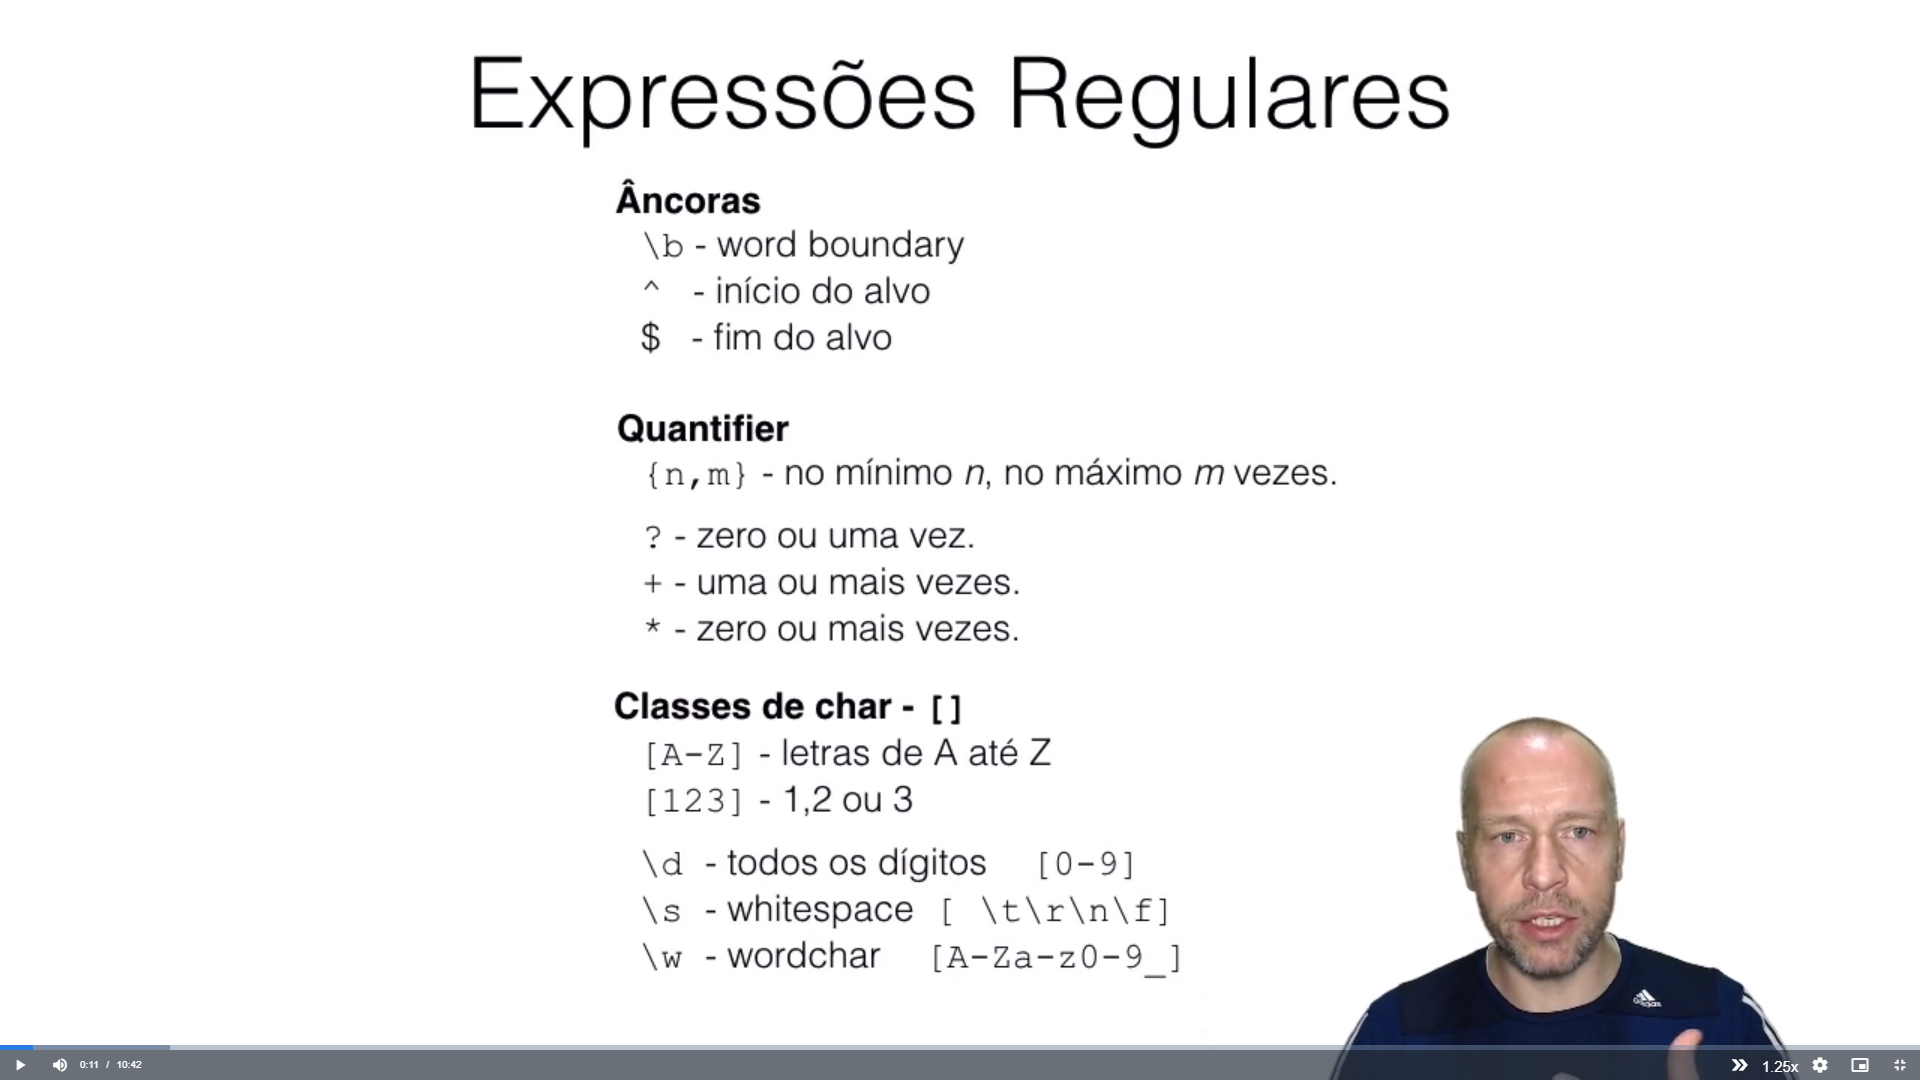 Expressões Regulares
Âncoras
\b - word boundary
^ - início do alvo
$ - fim do alvo
Quantifier
{n,m} - no mínimo n, no máximo m vezes.
? - zero ou uma vez.
+ - uma ou mais vezes.
* - zero ou mais vezes.
Classes de char - []
[A-Z] - letras de A até Z
[123] - 1,2 ou 3
\d - todos os dígitos [0-9]
\s - whitespace [ \t\r\n\f]
\w - wordchar [A-Za-z0-9_]
adidas
0:11 / 10:42
1.25x